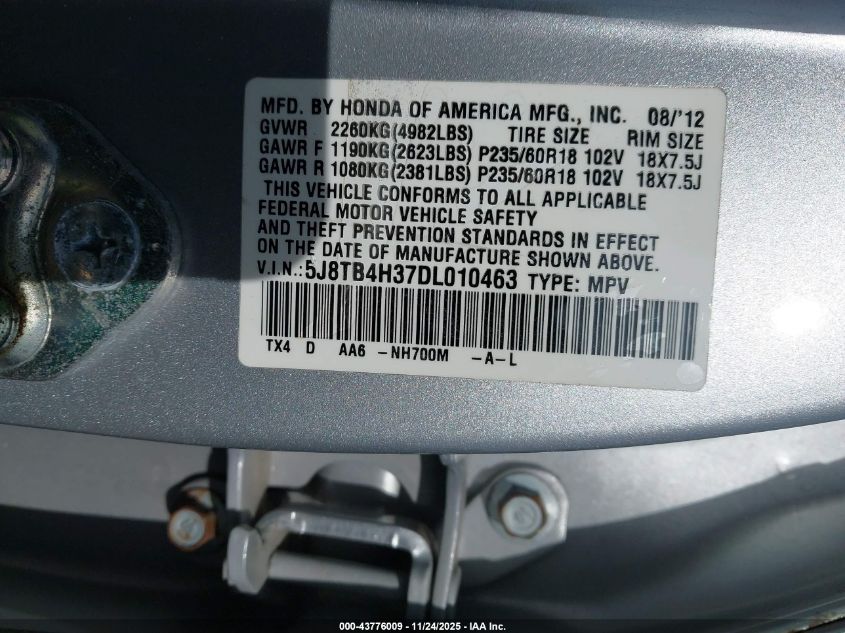 MFD. BY HONDA OF AMERICA MFG., INC. 08/'12
GVWR 2260KG(4982LBS) TIRE SIZE RIM SIZE
GAWR F 1190KG(2623LBS) P235/60R18 102V 18X7.5J
GAWR R 1080KG(2381LBS) P235/60R18 102V 18X7.5J
THIS VEHICLE CONFORMS TO ALL APPLICABLE
FEDERAL MOTOR VEHICLE SAFETY
AND THEFT PREVENTION STANDARDS IN EFFECT
ON THE DATE OF MANUFACTURE SHOWN ABOVE.
V.I.N.:5J8TB4H37DL010463 TYPE: MPV
TX4 D AA6 -NH700M -A-L
000-43776009 — 11/24/2025 — IAA Inc.